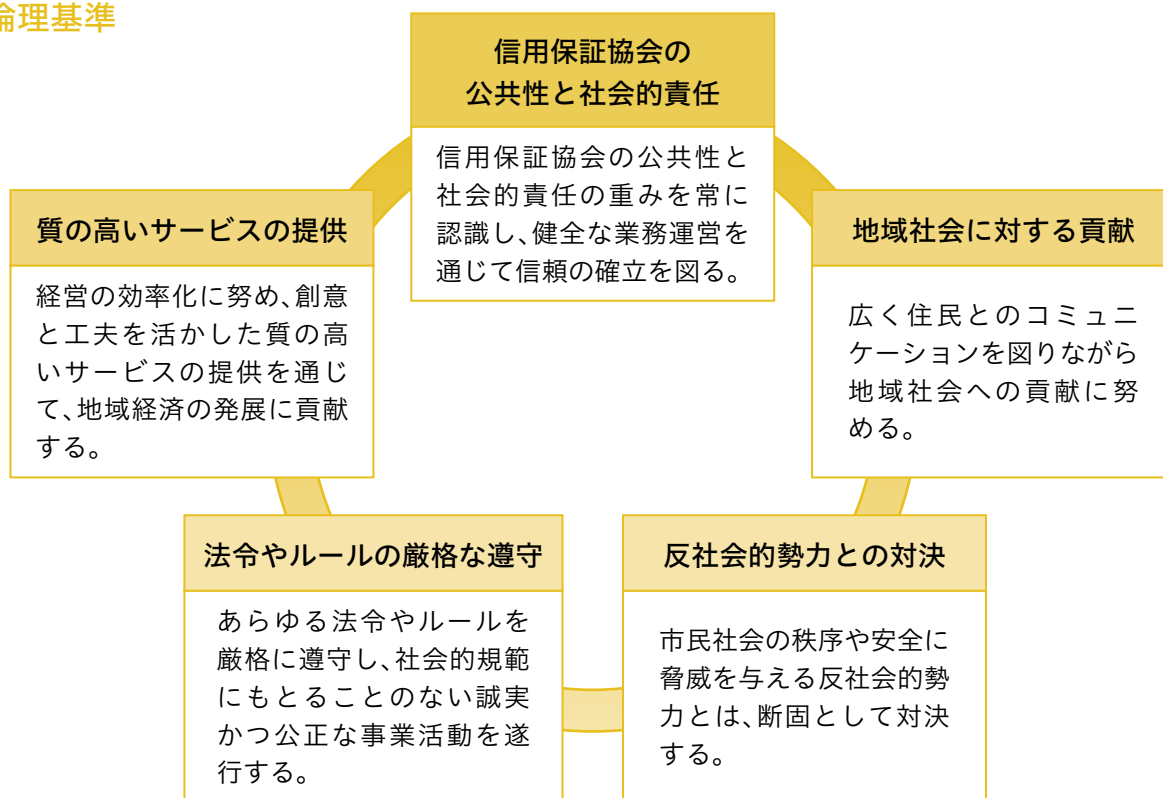 倫理基準
信用保証協会の
公共性と社会的責任
信用保証協会の公共性と
社会的責任の重みを常に
認識し、健全な業務運営を
通じて信頼の確立を図る。
質の高いサービスの提供
経営の効率化に努め、創意
と工夫を活かした質の高
いサービスの提供を通じ
て、地域経済の発展に貢献
する。
地域社会に対する貢献
広く住民とのコミュニ
ケーションを図りながら
地域社会への貢献に努
める。
法令やルールの厳格な遵守
あらゆる法令やルールを
厳格に遵守し、社会的規範
にもとることのない誠実
かつ公正な事業活動を遂
行する。
反社会的勢力との対決
市民社会の秩序や安全に
脅威を与える反社会的勢
力とは、断固として対決
する。